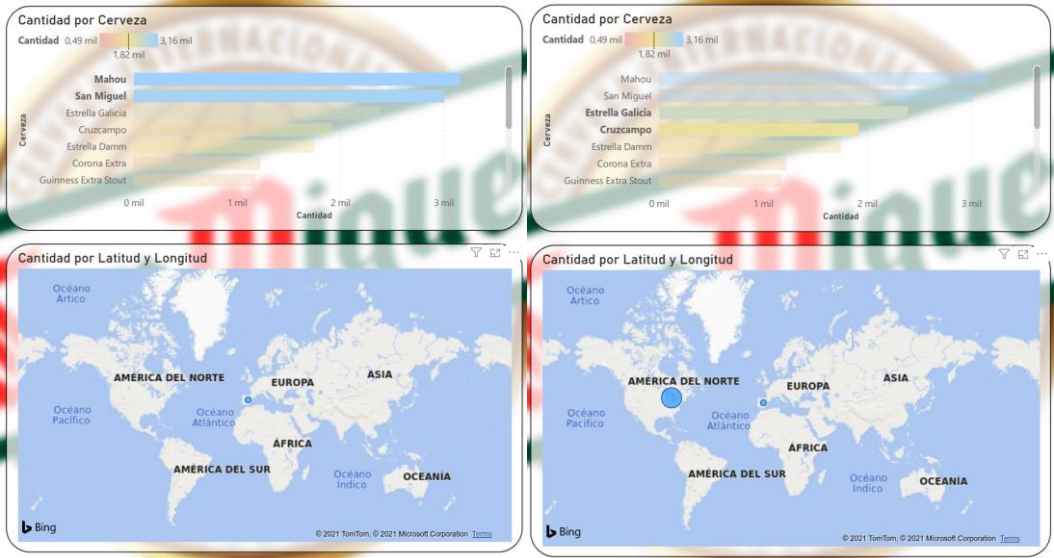 Cantidad por Cerveza
Cantidad 0,49 mil 3,16 mil
1,82 mil
Cerveza
Mahou
San Miguel
Estrella Galicia
Cruzcampo
Estrella Damm
Corona Extra
Guinness Extra Stout
0 mil 1 mil 2 mil 3 mil
Cantidad
Cantidad por Latitud y Longitud
Océano
Ártico
AMÉRICA DEL NORTE
EUROPA
ASIA
Océano
Pacífico
Océano
Atlántico
ÁFRICA
AMÉRICA DEL SUR
Océano
Índico
OCEANÍA
Bing
© 2021 TomTom, © 2021 Microsoft Corporation Terms
Cantidad por Cerveza
Cantidad 0,49 mil 3,16 mil
1,82 mil
Cerveza
Mahou
San Miguel
Estrella Galicia
Cruzcampo
Estrella Damm
Corona Extra
Guinness Extra Stout
0 mil 1 mil 2 mil 3 mil
Cantidad
Cantidad por Latitud y Longitud
Océano
Ártico
AMÉRICA DEL NORTE
EUROPA
ASIA
Océano
Pacífico
Océano
Atlántico
ÁFRICA
AMÉRICA DEL SUR
Océano
Índico
OCEANÍA
Bing
© 2021 TomTom, © 2021 Microsoft Corporation Terms